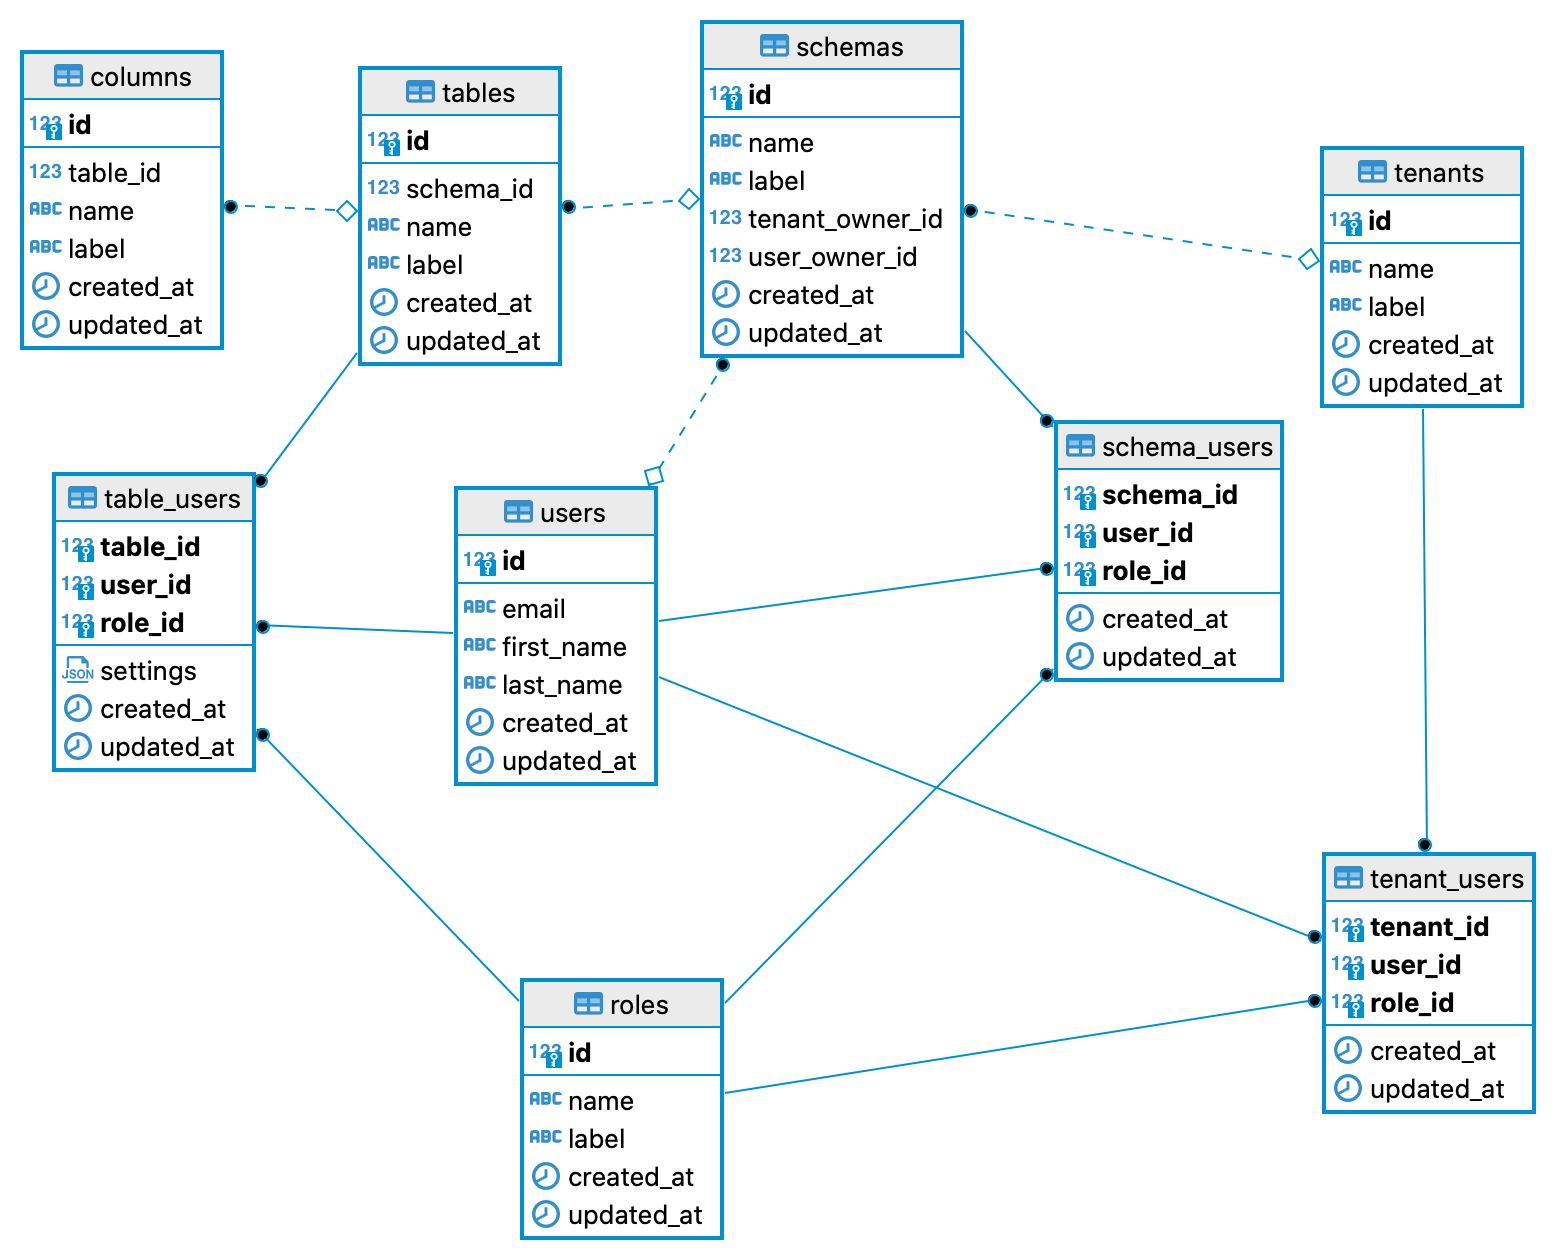 columns
123 id
123 table_id
ABC name
ABC label
created_at
updated_at
tables
123 id
123 schema_id
ABC name
ABC label
created_at
updated_at
schemas
123 id
ABC name
ABC label
123 tenant_owner_id
123 user_owner_id
created_at
updated_at
tenants
123 id
ABC name
ABC label
created_at
updated_at
table_users
123 table_id
123 user_id
123 role_id
JSON settings
created_at
updated_at
users
123 id
ABC email
ABC first_name
ABC last_name
created_at
updated_at
schema_users
123 schema_id
123 user_id
123 role_id
created_at
updated_at
roles
123 id
ABC name
ABC label
created_at
updated_at
tenant_users
123 tenant_id
123 user_id
123 role_id
created_at
updated_at